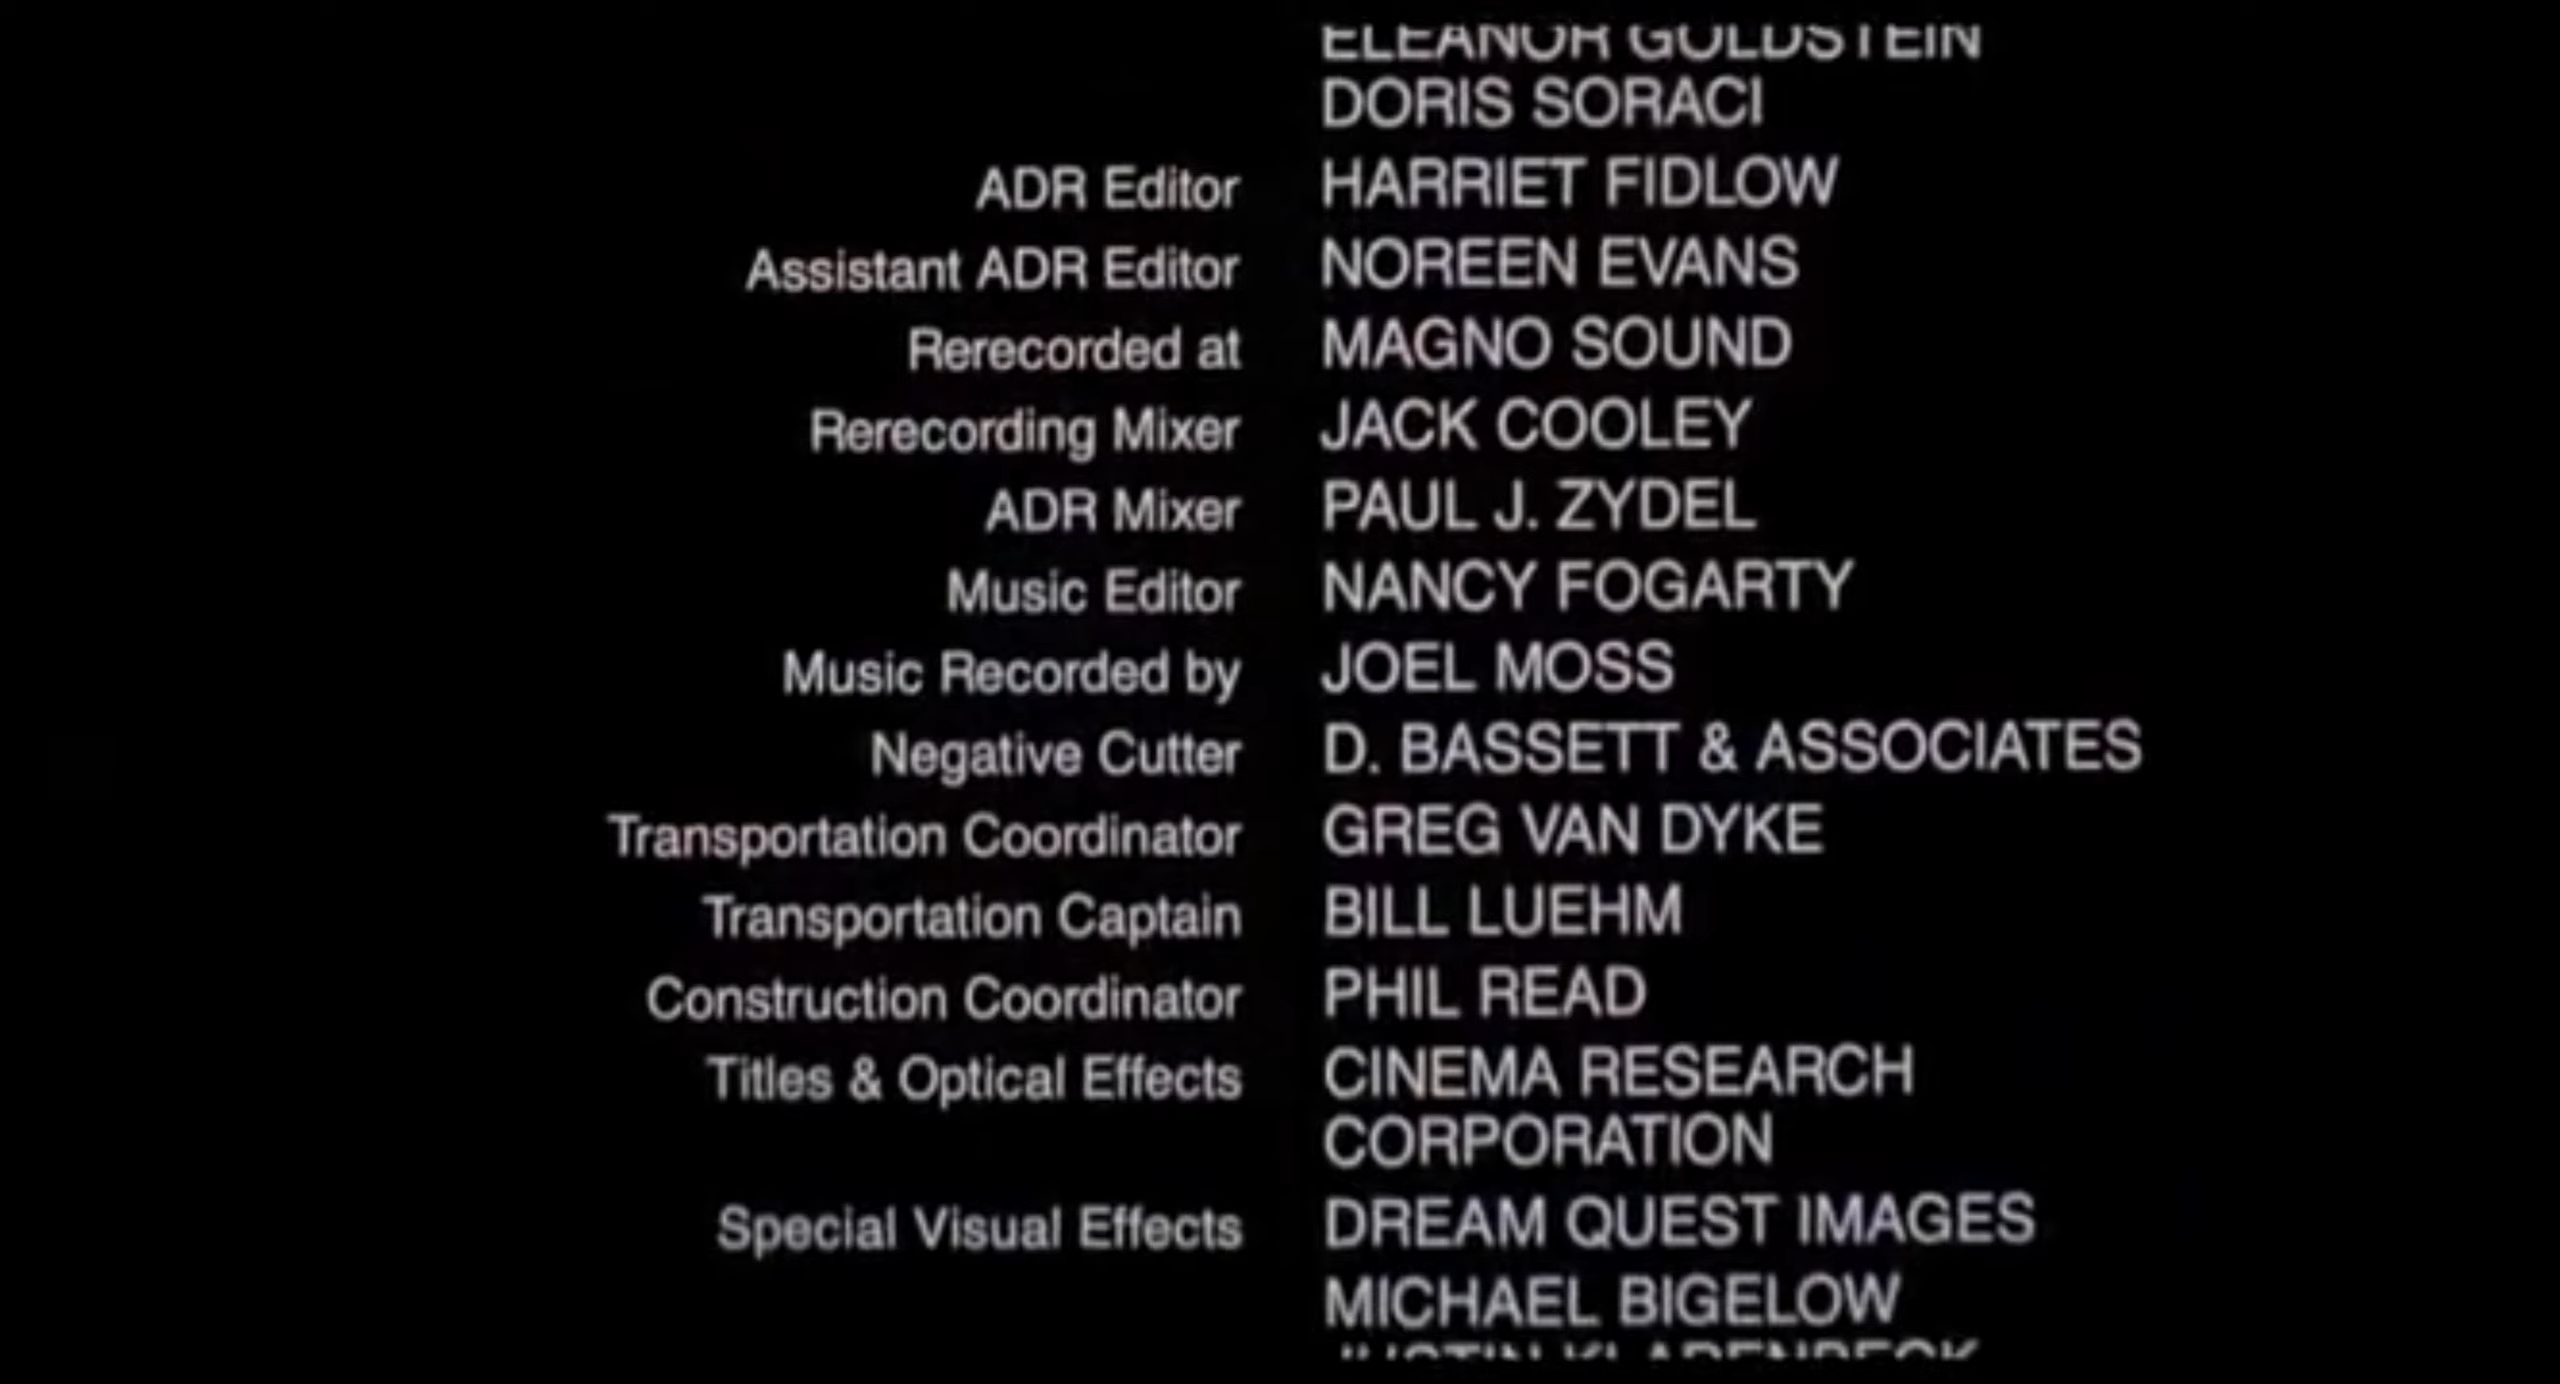 ELEANOR GOLDSTEIN
DORIS SORACI
ADR Editor HARRIET FIDLOW
Assistant ADR Editor NOREEN EVANS
Rerecorded at MAGNO SOUND
Rerecording Mixer JACK COOLEY
ADR Mixer PAUL J. ZYDEL
Music Editor NANCY FOGARTY
Music Recorded by JOEL MOSS
Negative Cutter D. BASSETT & ASSOCIATES
Transportation Coordinator GREG VAN DYKE
Transportation Captain BILL LUEHM
Construction Coordinator PHIL READ
Titles & Optical Effects CINEMA RESEARCH
CORPORATION
Special Visual Effects DREAM QUEST IMAGES
MICHAEL BIGELOW
JUSTIN